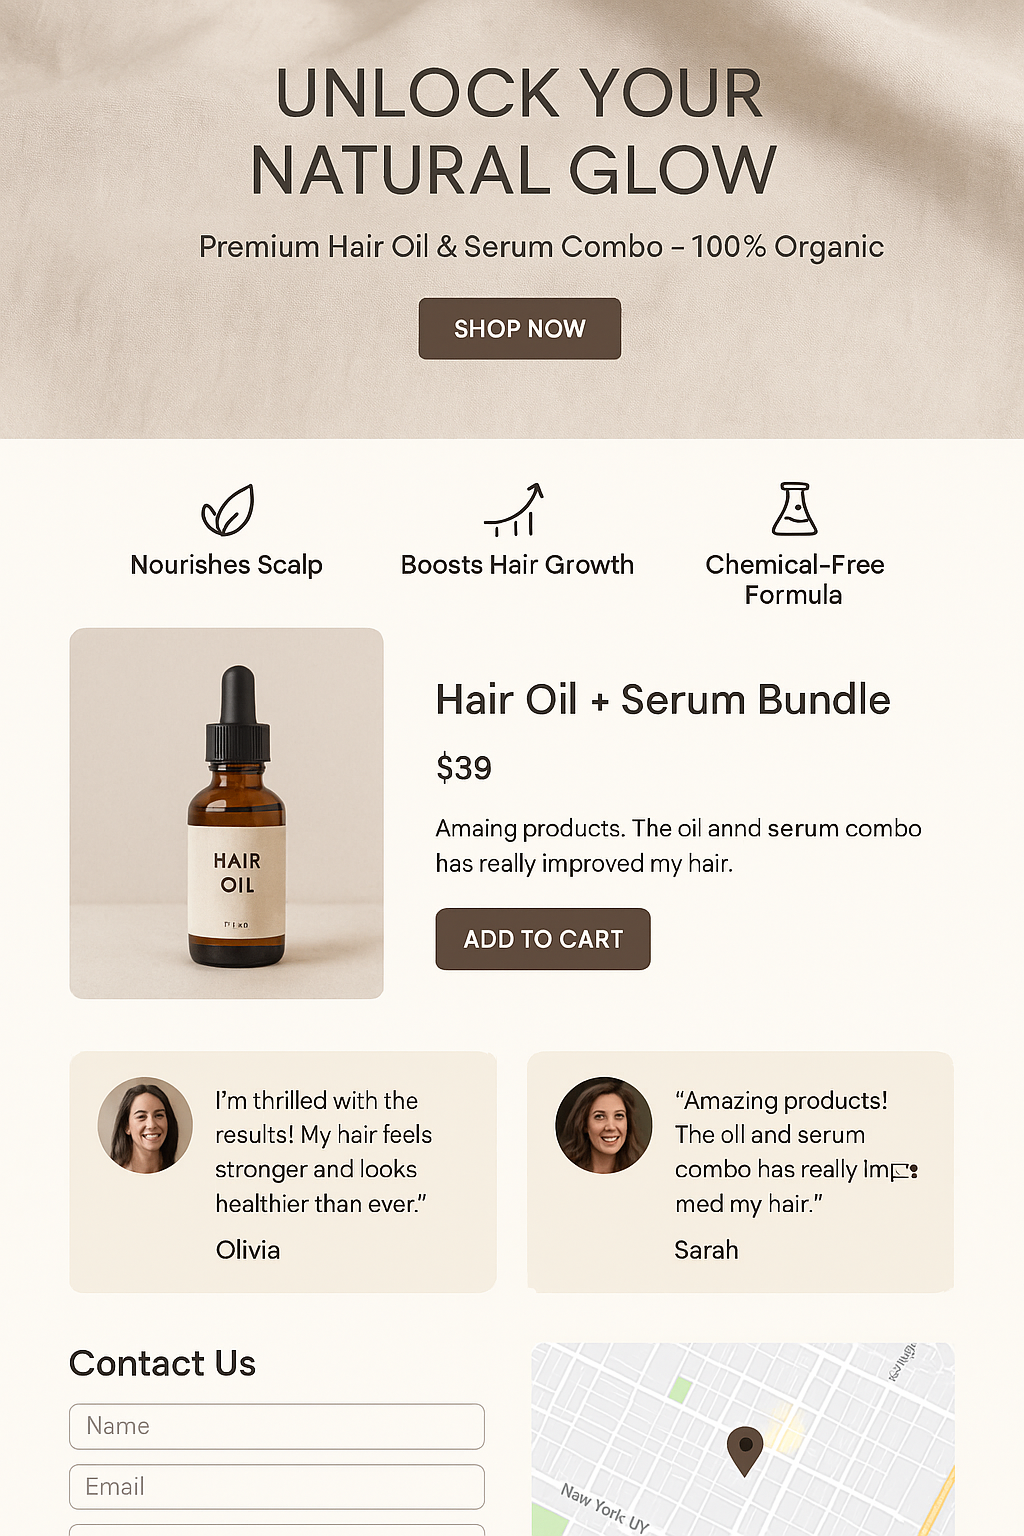 UNLOCK YOUR
NATURAL GLOW
Premium Hair Oil & Serum Combo – 100% Organic
SHOP NOW
Nourishes Scalp
Boosts Hair Growth
Chemical-Free
Formula
HAIR
OIL
Hair Oil + Serum Bundle
$39
Amaing products. The oil annd serum combo
has really improved my hair.
ADD TO CART
I’m thrilled with the
results! My hair feels
stronger and looks
healthier than ever.”
Olivia
“Amazing products!
The oll and serum
combo has really
med my hair.”
Sarah
Contact Us
Name
Email
Naw York UY